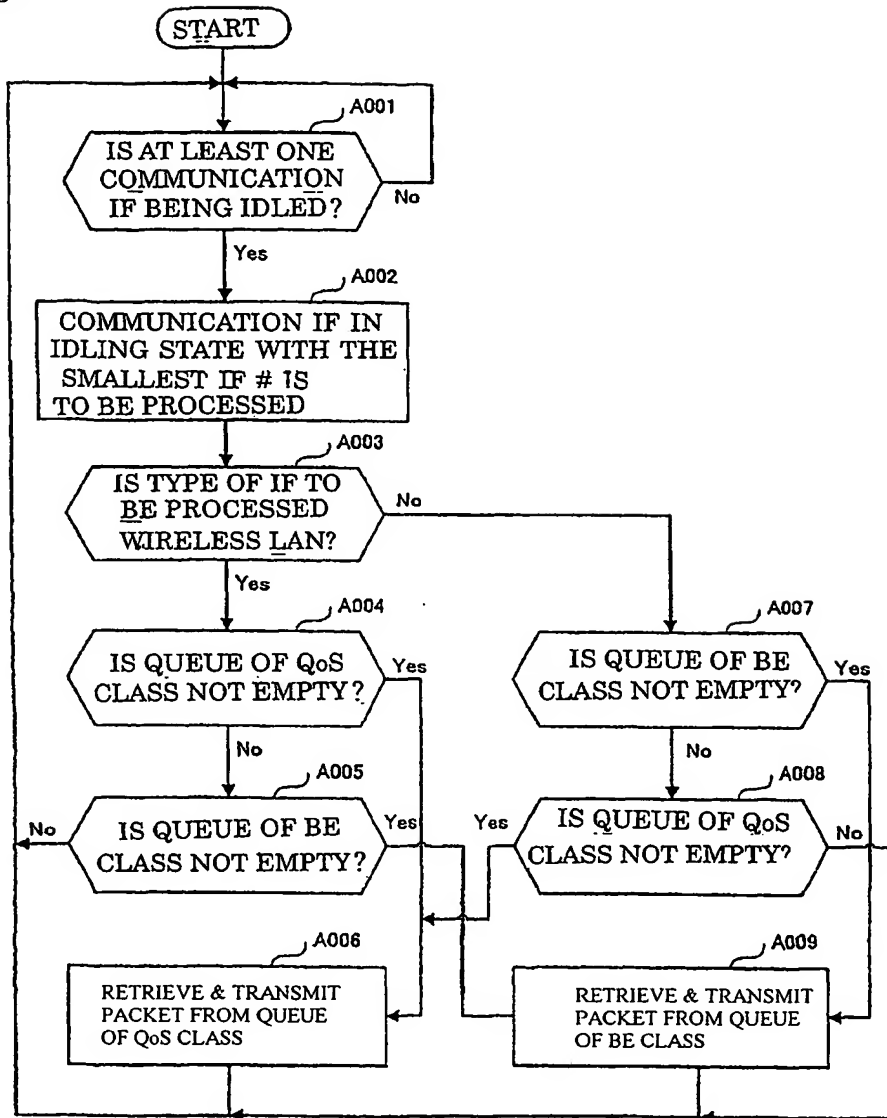 START
A001
IS AT LEAST ONE
COMMUNICATION
IF BEING IDLED?
No
Yes
A002
COMMUNICATION IF IN
IDLING STATE WITH THE
SMALLEST IF # IS
TO BE PROCESSED
A003
IS TYPE OF IF TO
BE PROCESSED
WIRELESS LAN?
No
Yes
A004
IS QUEUE OF QoS
CLASS NOT EMPTY?
Yes
No
A007
IS QUEUE OF BE
CLASS NOT EMPTY?
Yes
No
A005
No
IS QUEUE OF BE
CLASS NOT EMPTY?
Yes
A008
Yes
IS QUEUE OF QoS
CLASS NOT EMPTY?
No
A006
RETRIEVE & TRANSMIT
PACKET FROM QUEUE
OF QoS CLASS
A009
RETRIEVE & TRANSMIT
PACKET FROM QUEUE
OF BE CLASS